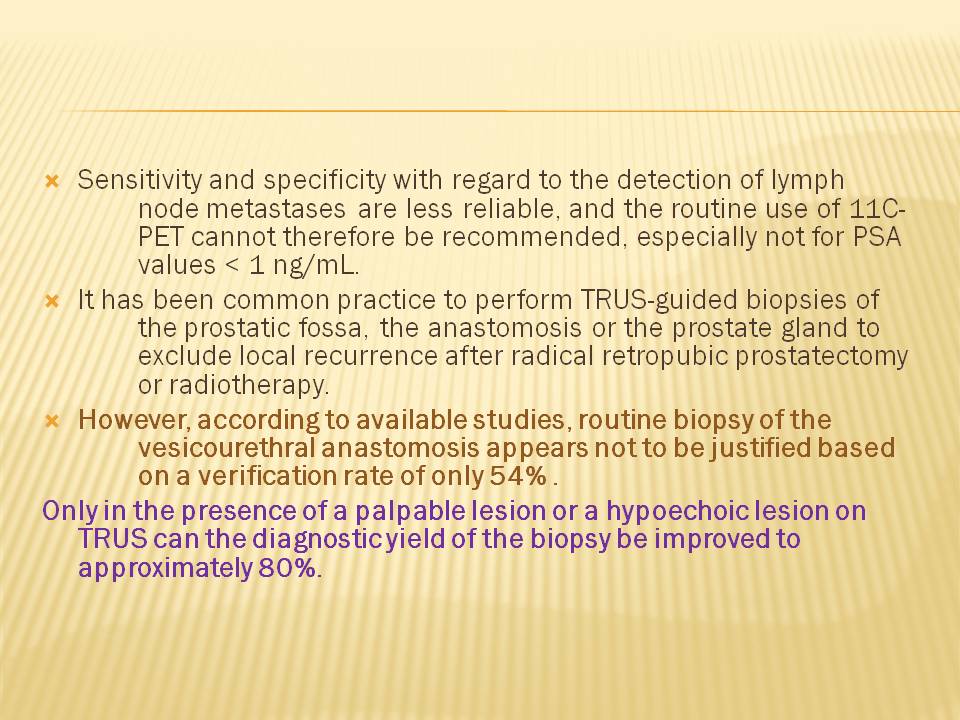 Sensitivity and specificity with regard to the detection of lymph
node metastases are less reliable, and the routine use of 11C-
PET cannot therefore be recommended, especially not for PSA
values < 1 ng/mL.
It has been common practice to perform TRUS-guided biopsies of
the prostatic fossa, the anastomosis or the prostate gland to
exclude local recurrence after radical retropubic prostatectomy
or radiotherapy.
However, according to available studies, routine biopsy of the
vesicourethral anastomosis appears not to be justified based
on a verification rate of only 54% .
Only in the presence of a palpable lesion or a hypoechoic lesion on
TRUS can the diagnostic yield of the biopsy be improved to
approximately 80%.